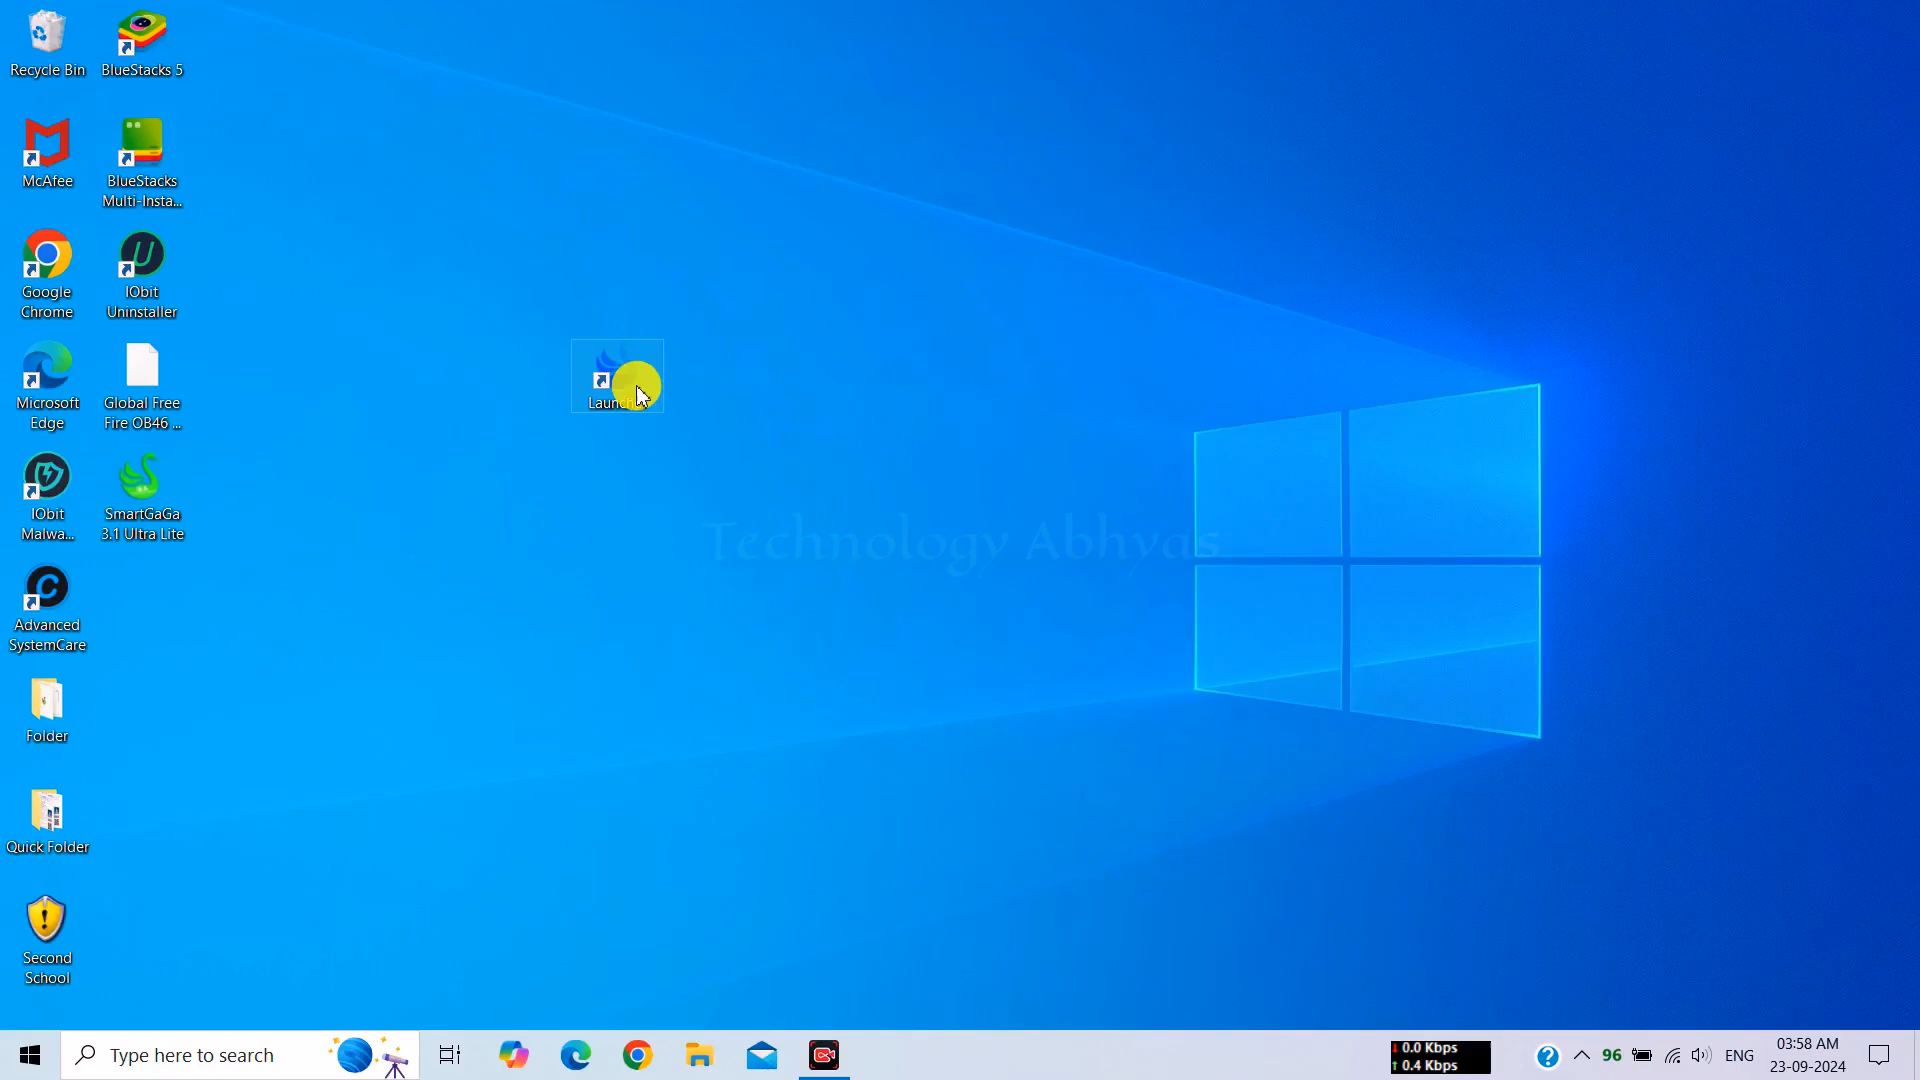 Recycle Bin
BlueStacks 5
McAfee
BlueStacks
Multi-Insta...
Google
Chrome
IObit
Uninstaller
Microsoft
Edge
Global Free
Fire OB46 ...
IObit
Malwa...
SmartGaGa
3.1 Ultra Lite
Advanced
SystemCare
Folder
Quick Folder
Second
School
Technology Abhyas
Type here to search
0.0 Kbps
0.4 Kbps
96
ENG
03:58 AM
23-09-2024